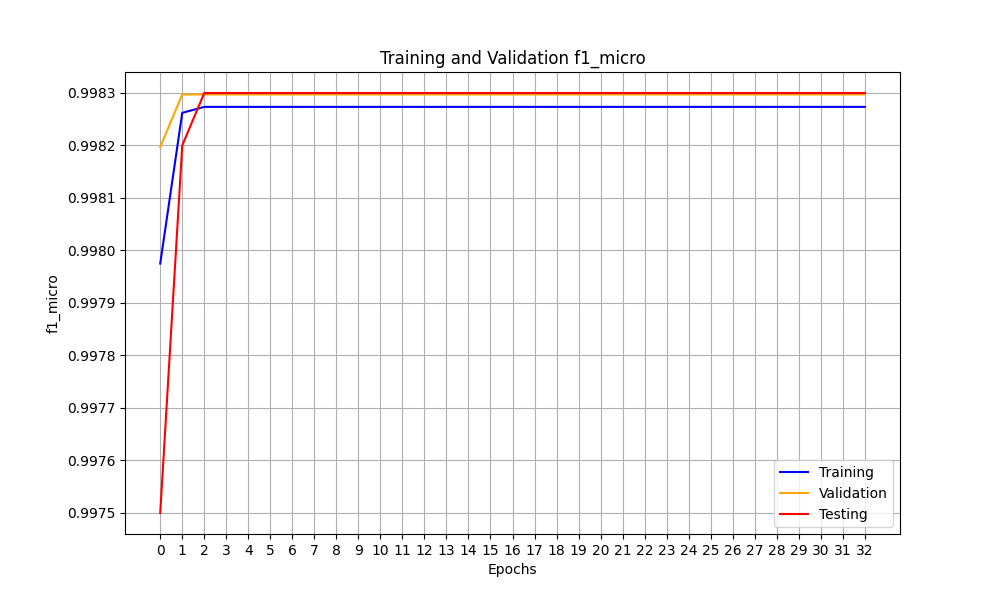 Training and Validation f1_micro
f1_micro
0.9983
0.9982
0.9981
0.9980
0.9979
0.9978
0.9977
0.9976
0.9975
Training
Validation
Testing
0 1 2 3 4 5 6 7 8 9 10 11 12 13 14 15 16 17 18 19 20 21 22 23 24 25 26 27 28 29 30 31 32
Epochs